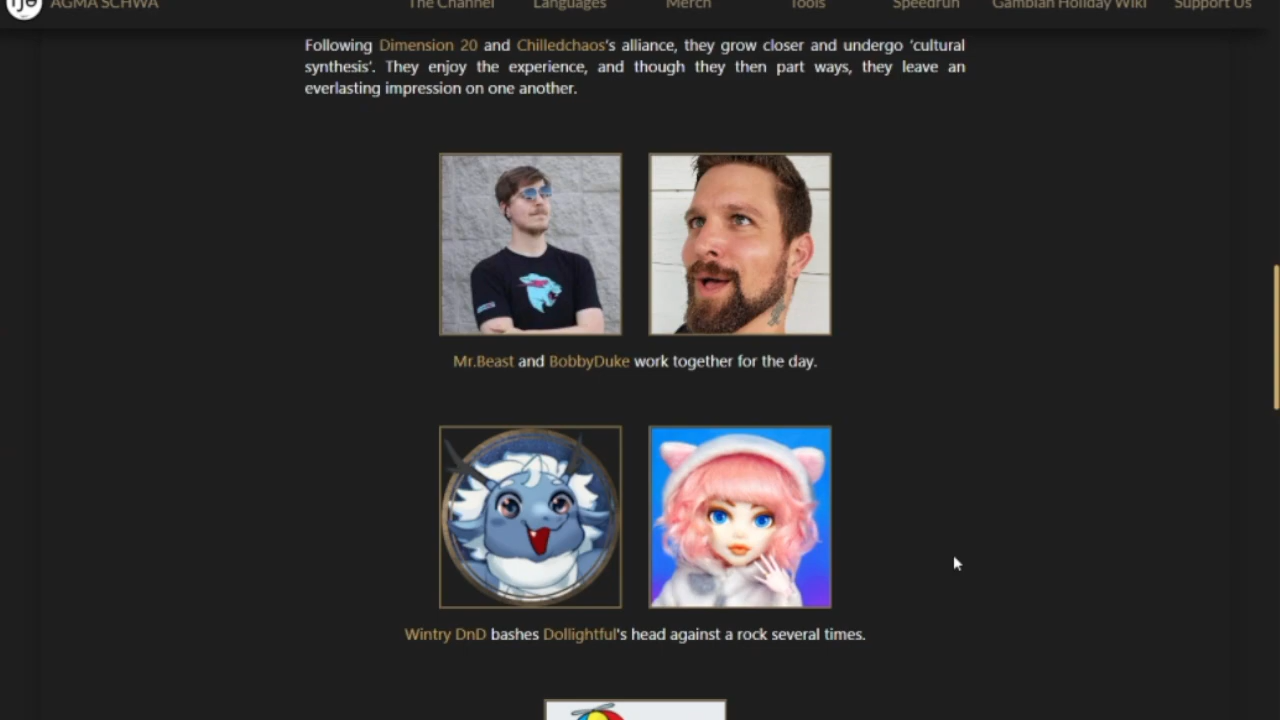 AGMA SCHWA
The Channel Languages Merch Tools Speedrun Gambian Holiday Wiki Support Us
Following Dimension 20 and Chilledchaos's alliance, they grow closer and undergo ‘cultural
synthesis’. They enjoy the experience, and though they then part ways, they leave an
everlasting impression on one another.
Mr.Beast and BobbyDuke work together for the day.
Wintry DnD bashes Dollightful's head against a rock several times.